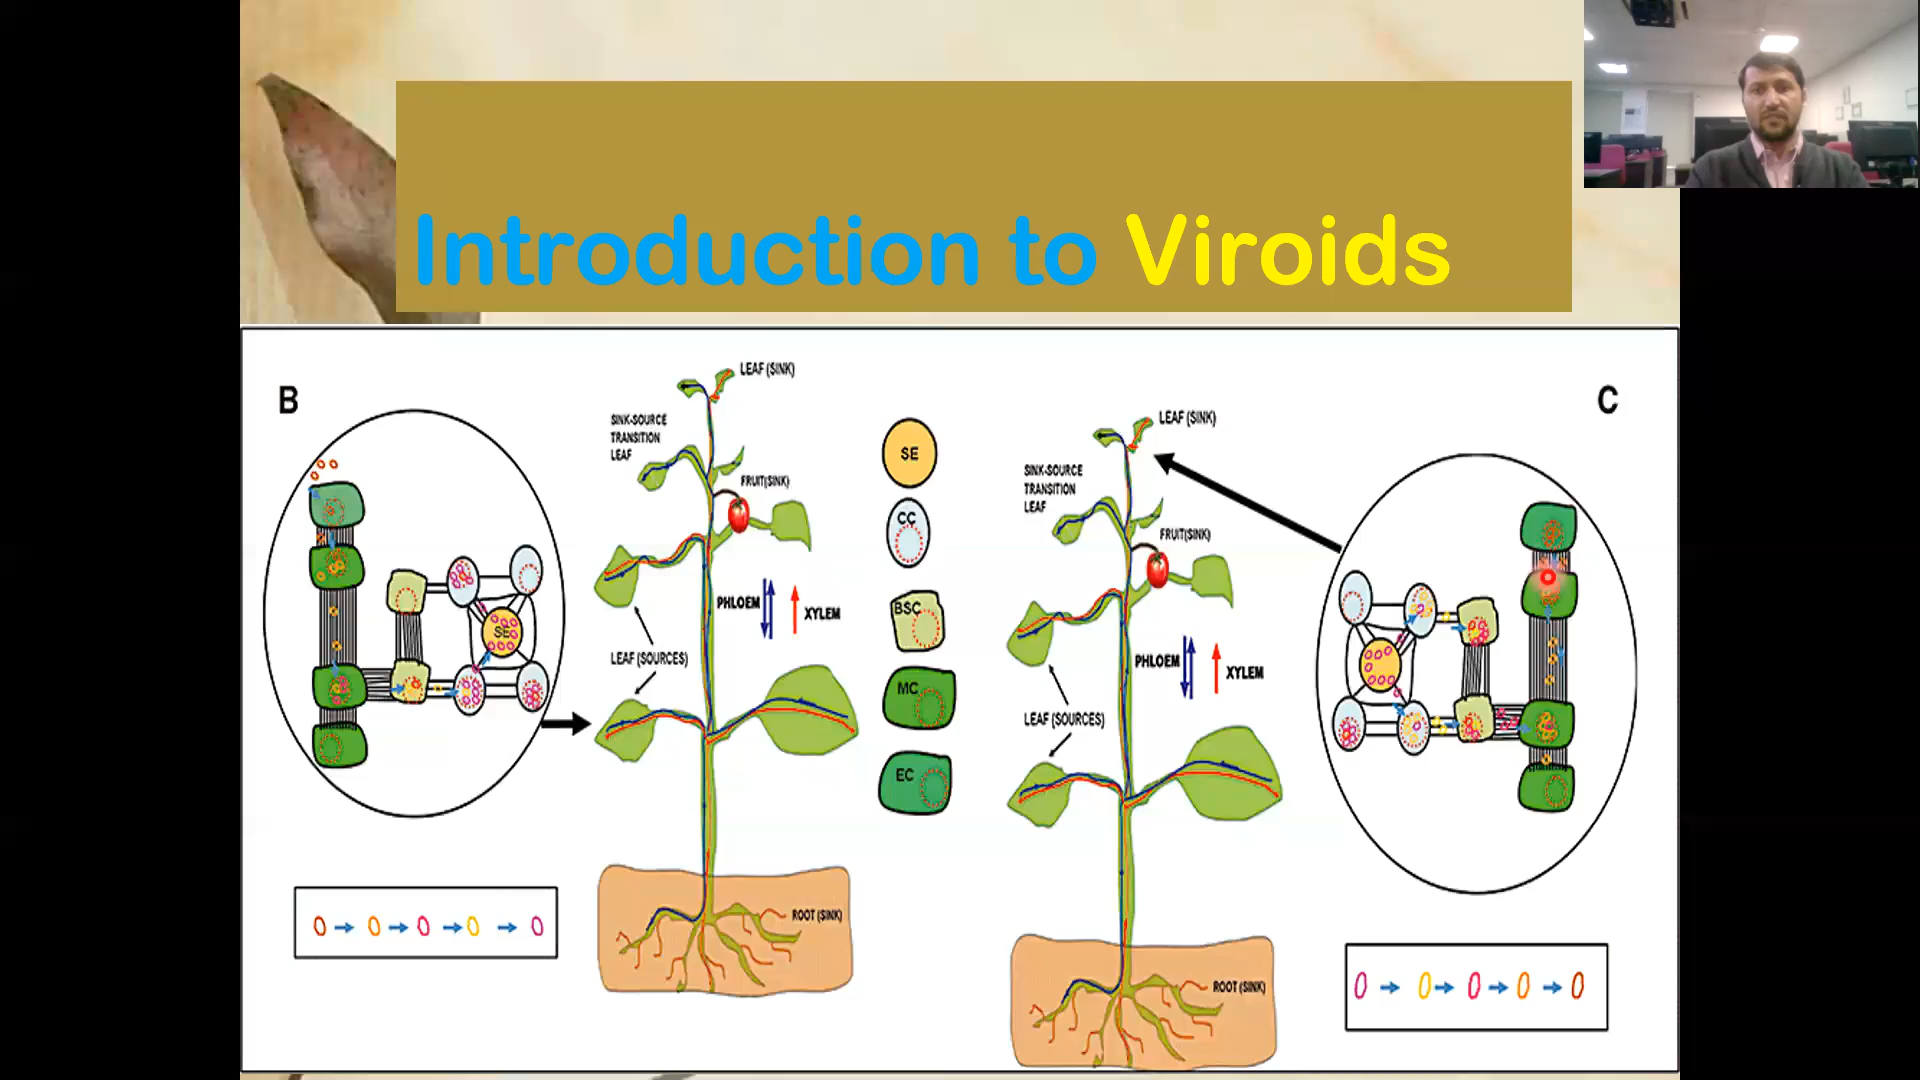 Introduction to Viroids
B
LEAF (SINK)
SINK-SOURCE
TRANSITION
LEAF
FRUIT(SINK)
PHLOEM
XYLEM
LEAF (SOURCES)
ROOT (SINK)
SE
SE
CC
BSC
MC
EC
C
LEAF (SINK)
SINK-SOURCE
TRANSITION
LEAF
FRUIT(SINK)
PHLOEM
XYLEM
LEAF (SOURCES)
ROOT (SINK)